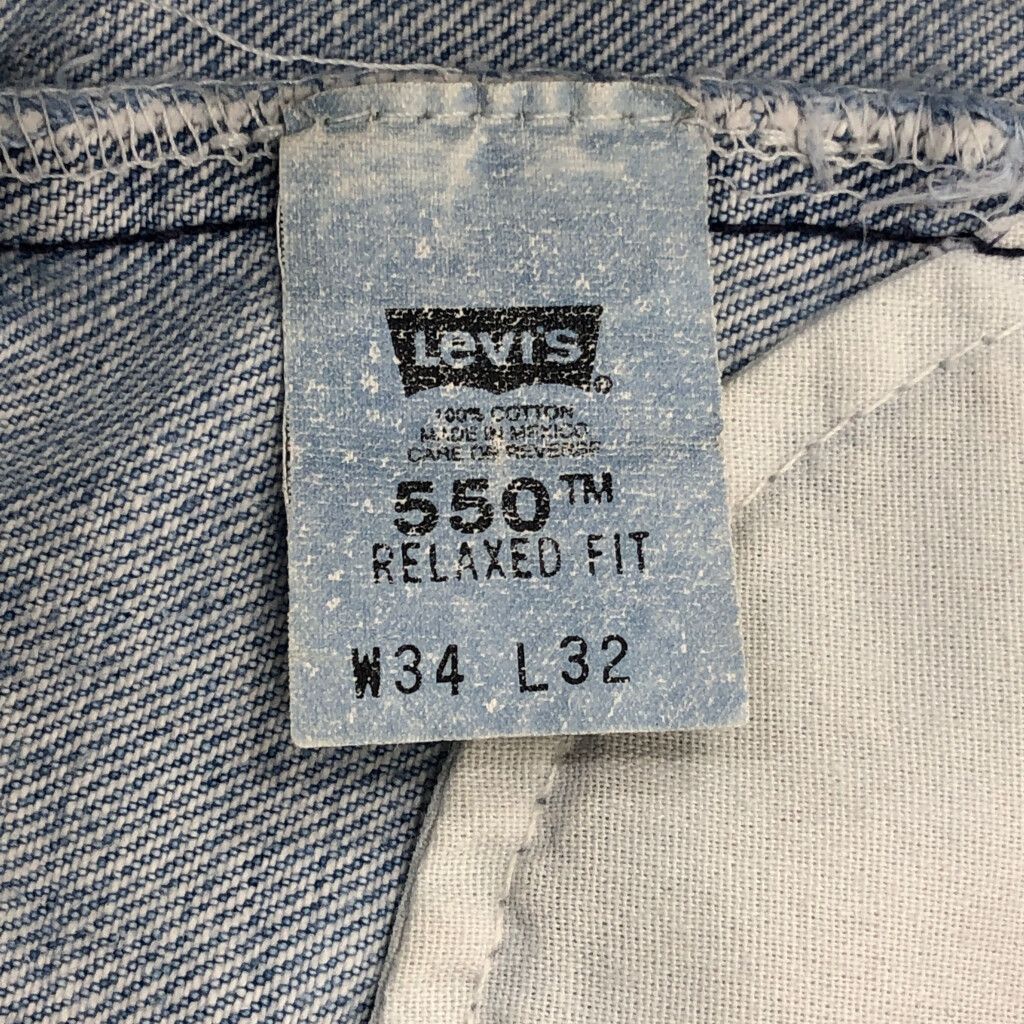 Levi's®
100% COTTON
MADE IN MEXICO
CARE ON REVERSE
550™
RELAXED FIT
W34 L32